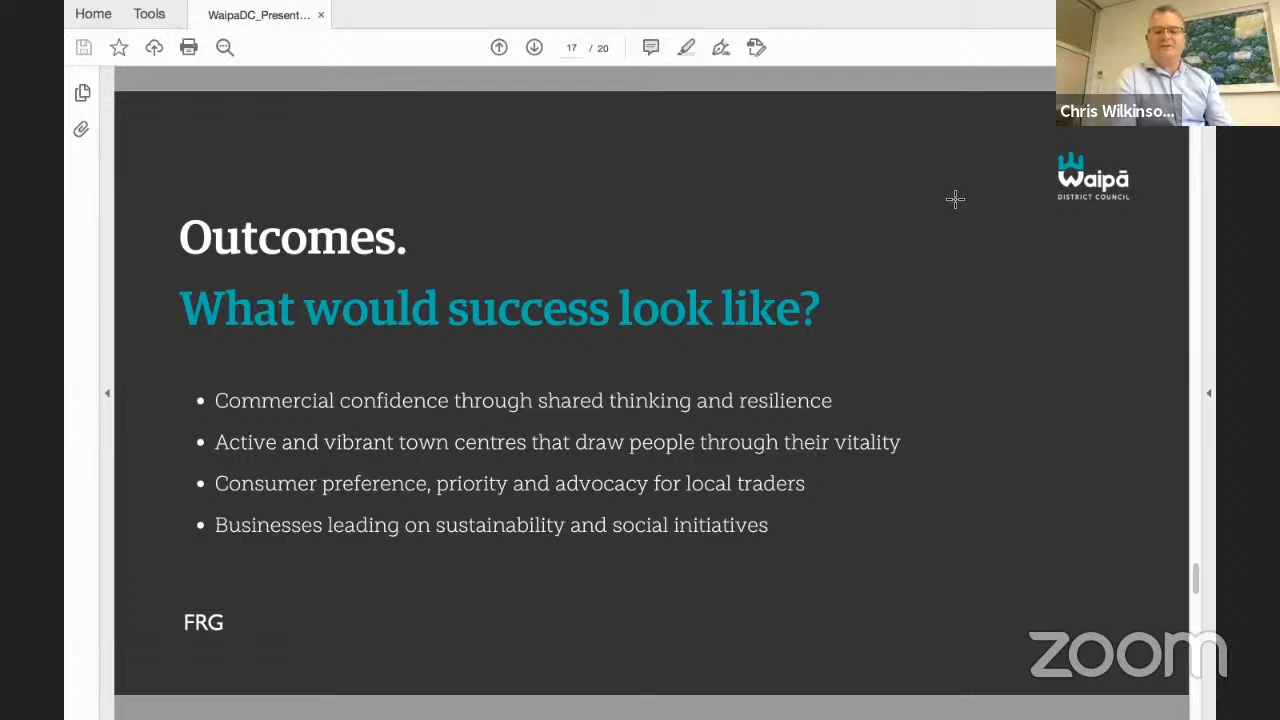 Home Tools WaipaDC_Present... ×
17 / 20
Chris Wilkinso...
Waipā
DISTRICT COUNCIL
Outcomes.
What would success look like?
• Commercial confidence through shared thinking and resilience
• Active and vibrant town centres that draw people through their vitality
• Consumer preference, priority and advocacy for local traders
• Businesses leading on sustainability and social initiatives
FRG
zoom